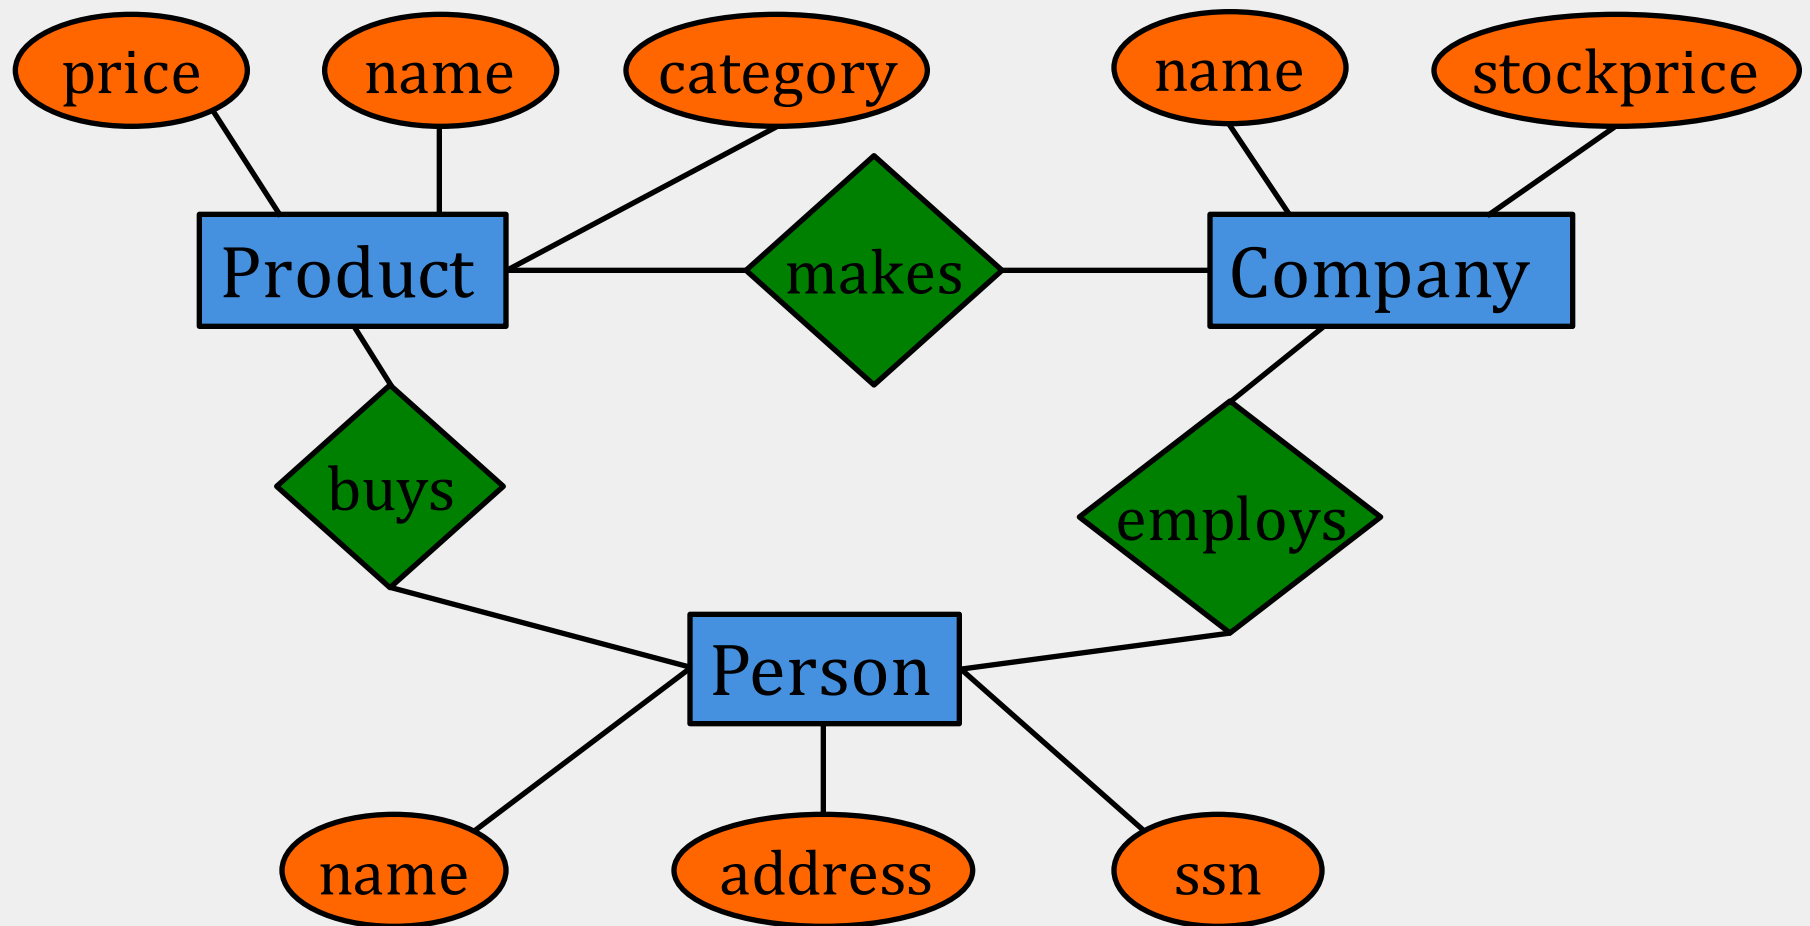 price
name
category
name
stockprice
Product
makes
Company
buys
employs
Person
name
address
ssn